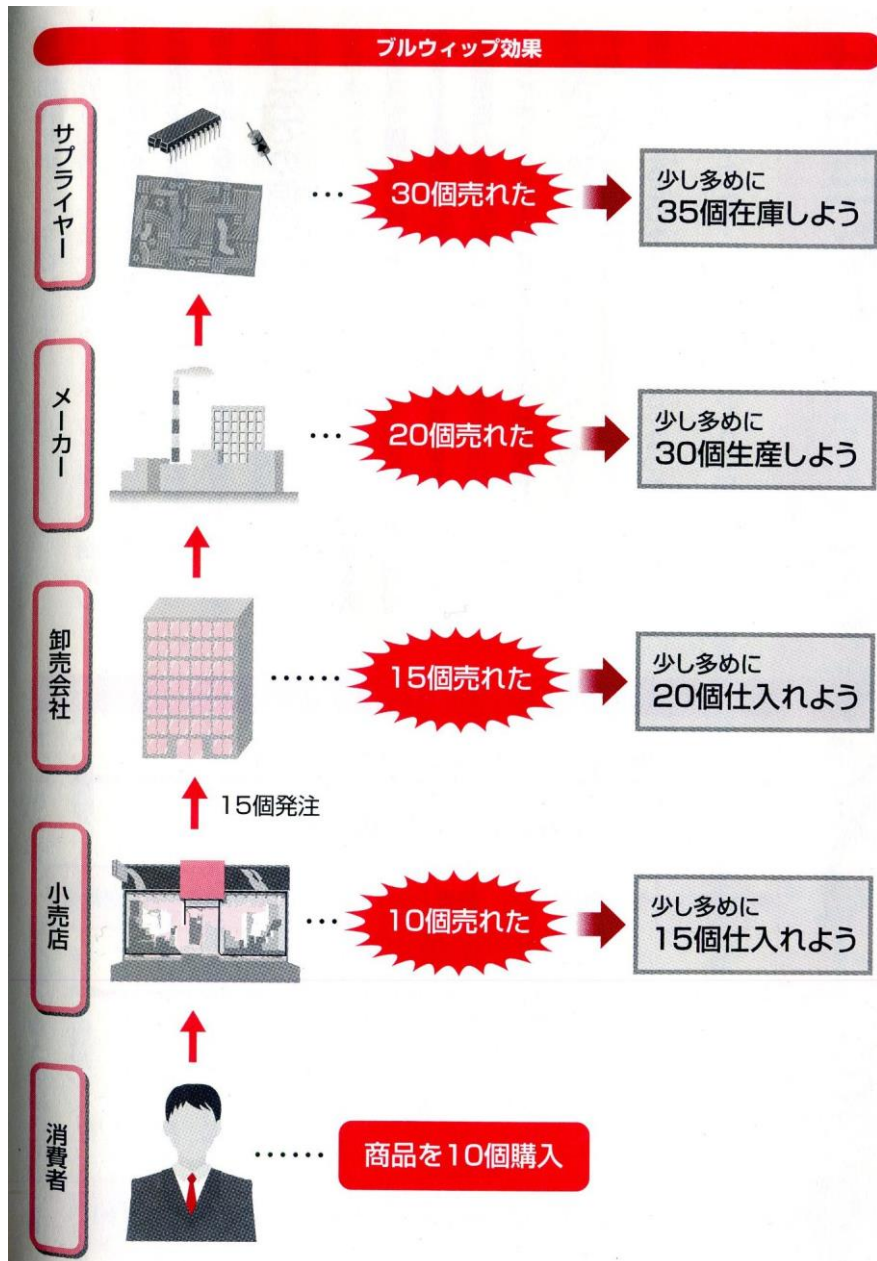 ブルウィップ効果
サプライヤー
30個売れた
少し多めに
35個在庫しよう
メーカー
20個売れた
少し多めに
30個生産しよう
卸売会社
15個売れた
少し多めに
20個仕入れよう
15個発注
小売店
10個売れた
少し多めに
15個仕入れよう
消費者
商品を10個購入